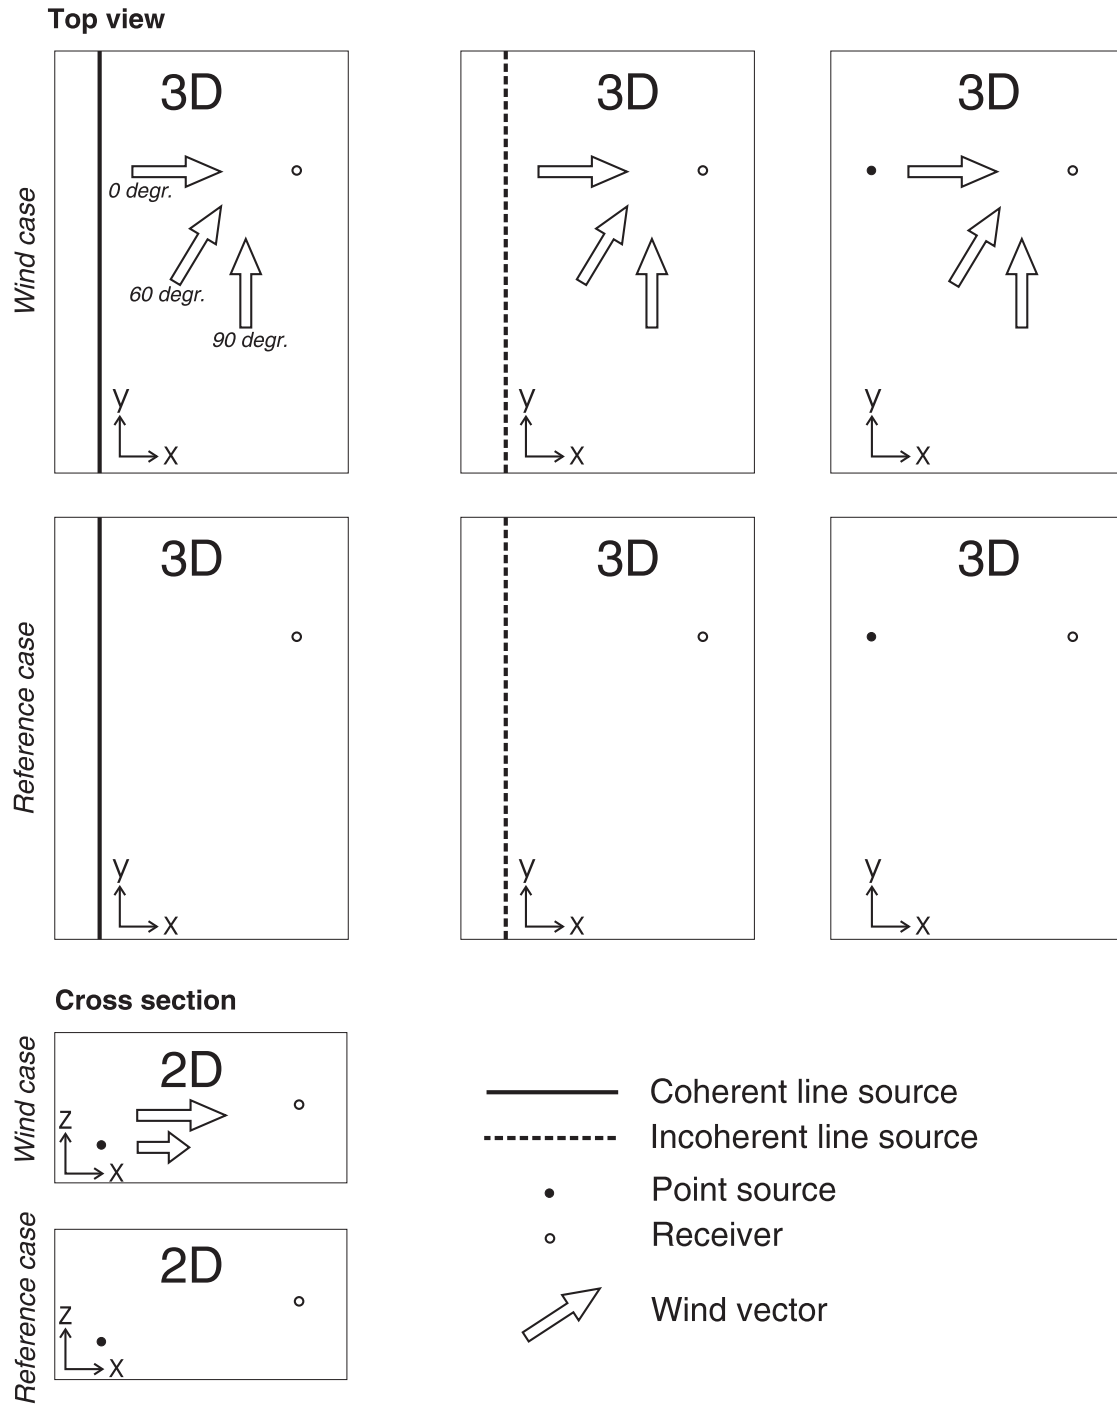 Top view
Wind case
3D
0 degr.
60 degr.
90 degr.
y
x
3D
y
x
3D
y
x
Reference case
3D
y
x
3D
y
x
3D
y
x
Cross section
Wind case
2D
z
x
Reference case
2D
z
x
Coherent line source
Incoherent line source
Point source
Receiver
Wind vector